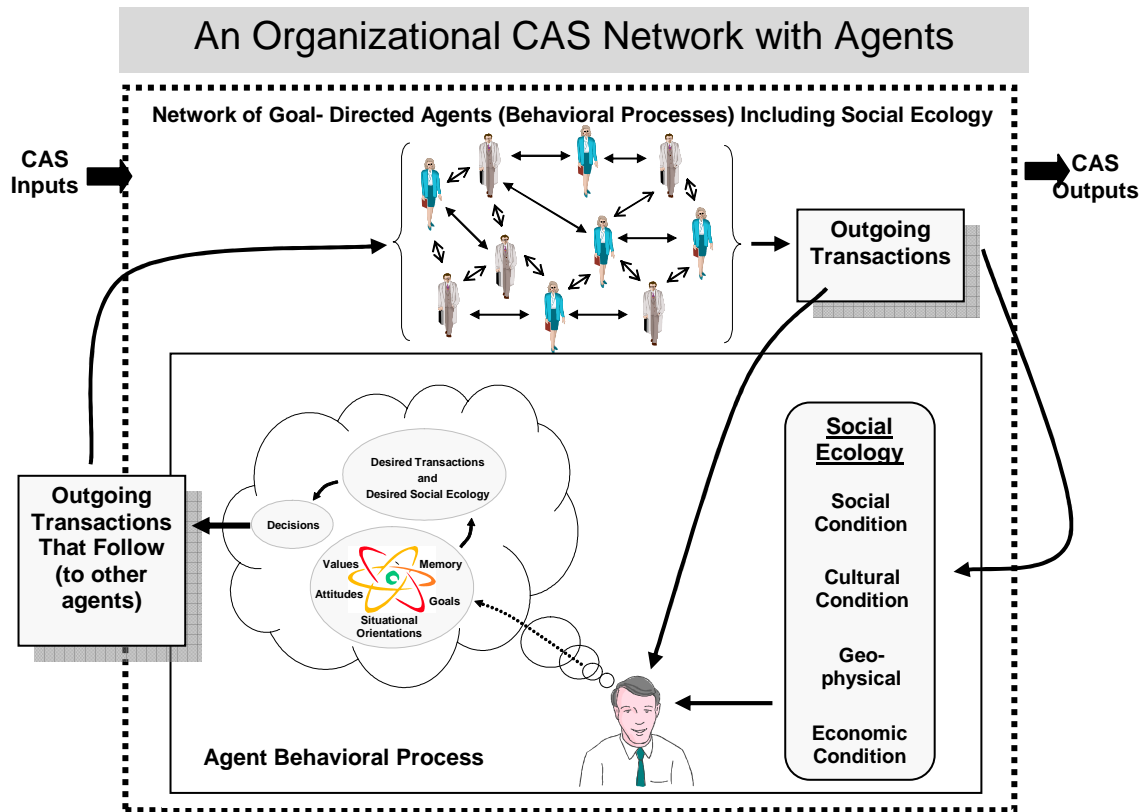 An Organizational CAS Network with Agents
Network of Goal- Directed Agents (Behavioral Processes) Including Social Ecology
CAS
Inputs
CAS
Outputs
Outgoing
Transactions
Social
Ecology
Social
Condition
Cultural
Condition
Geo-
physical
Economic
Condition
Desired Transactions
and
Desired Social Ecology
Decisions
Values
Memory
Attitudes
Goals
Situational
Orientations
Outgoing
Transactions
That Follow
(to other
agents)
Agent Behavioral Process